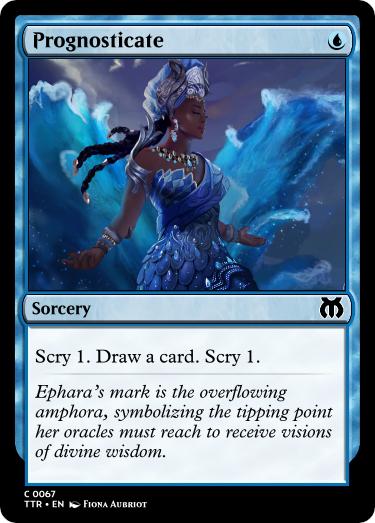 Prognosticate
Sorcery
Scry 1. Draw a card. Scry 1.
Ephara's mark is the overflowing
amphora, symbolizing the tipping point
her oracles must reach to receive visions
of divine wisdom.
C 0067
TTR • EN Fiona Aubriot